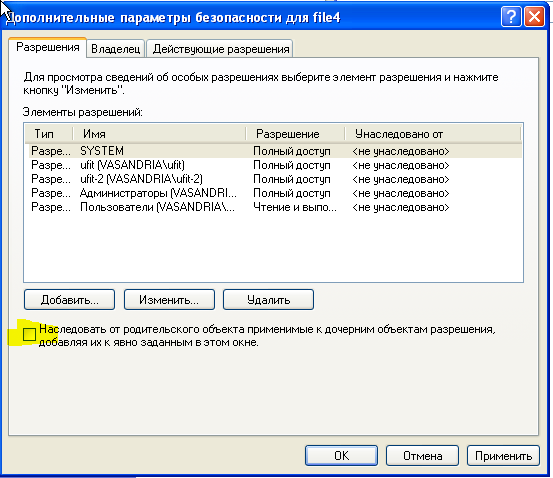 Дополнительные параметры безопасности для file4
Разрешения Владелец Действующие разрешения
Для просмотра сведений об особых разрешениях выберите элемент разрешения и нажмите
кнопку "Изменить".
Элементы разрешений:
Тип Имя Разрешение Унаследовано от
Разре... SYSTEM Полный доступ <не унаследовано>
Разре... ufit (VASANDRIA\ufit) Полный доступ <не унаследовано>
Разре... ufit-2 (VASANDRIA\ufit-2) Полный доступ <не унаследовано>
Разре... Администраторы (VASANDRI... Полный доступ <не унаследовано>
Разре... Пользователи (VASANDRIA\... Чтение и выпо... <не унаследовано>
Добавить... Изменить... Удалить
Наследовать от родительского объекта применимые к дочерним объектам разрешения,
добавляя их к явно заданным в этом окне.
OK Отмена Применить